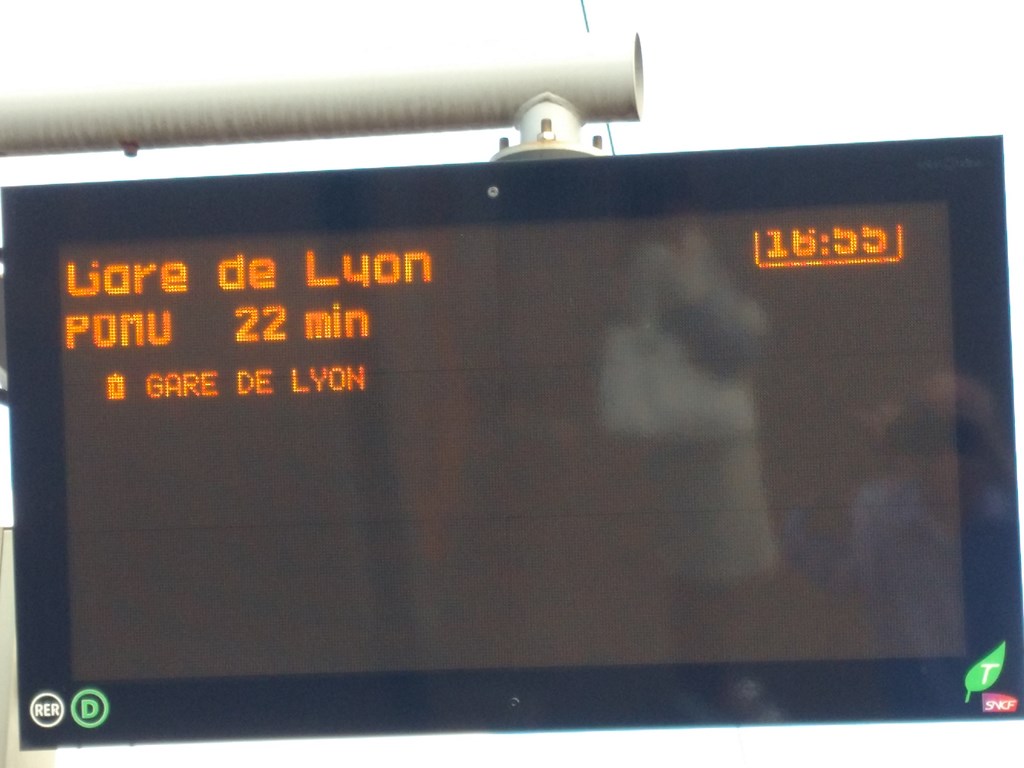 Gare de Lyon
16:55
POMU 22 min
GARE DE LYON
RER D
T
SNCF